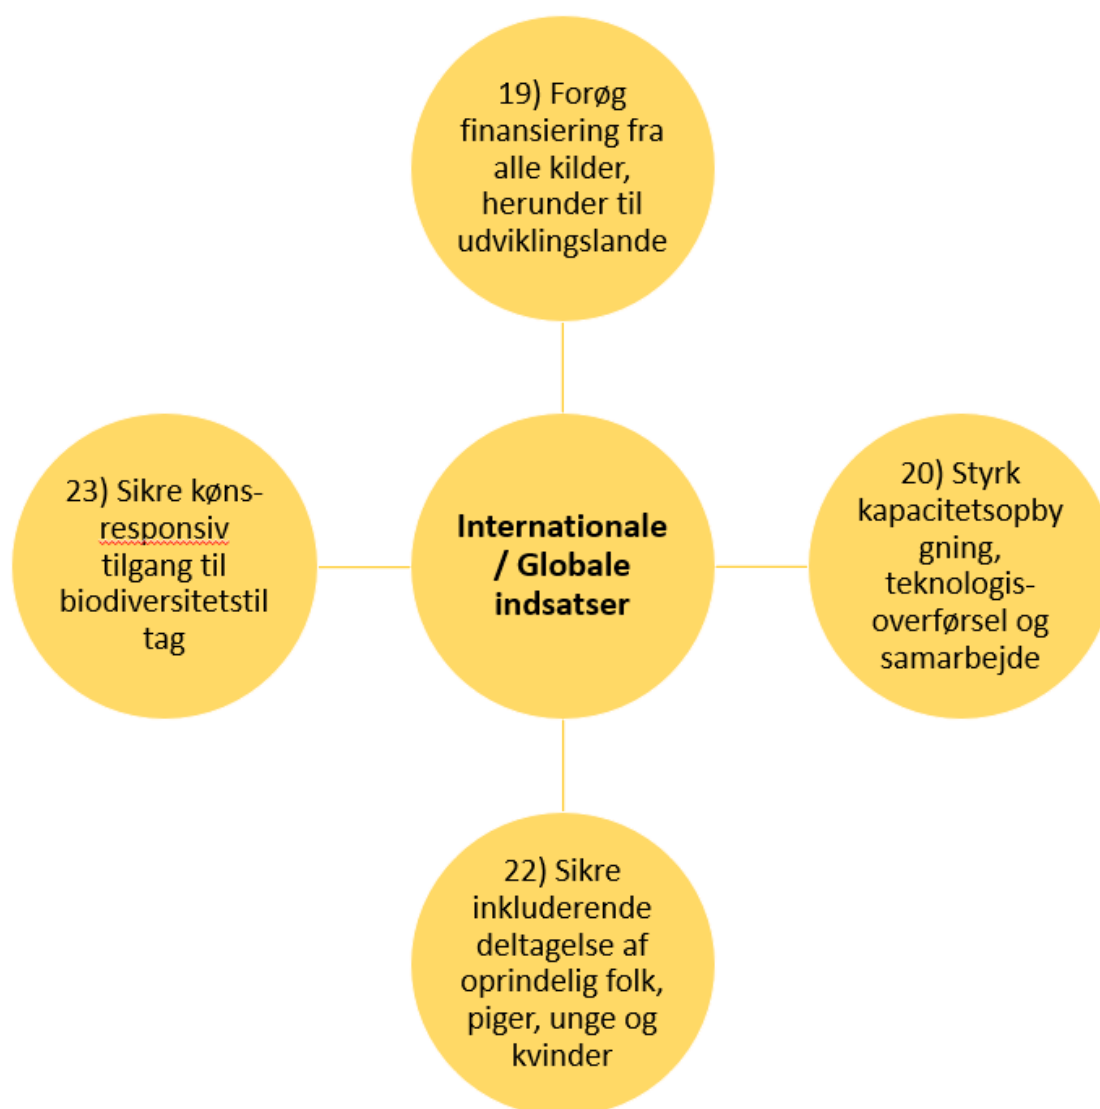 19) Forøg
finansiering fra
alle kilder,
herunder til
udviklingslande
23) Sikre køns-
responsiv
tilgang til
biodiversitetstil
tag
Internationale
/ Globale
indsatser
20) Styrk
kapacitetsopby
gning,
teknologis-
overførsel og
samarbejde
22) Sikre
inkluderende
deltagelse af
oprindelig folk,
piger, unge og
kvinder